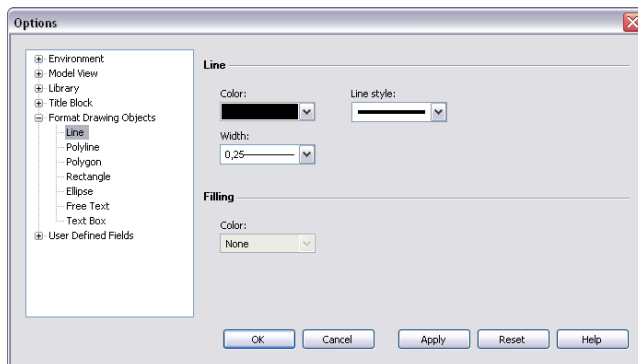 Options
Environment
Model View
Library
Title Block
Format Drawing Objects
Line
Polyline
Polygon
Rectangle
Ellipse
Free Text
Text Box
User Defined Fields
Line
Color:
Line style:
Width:
0,25
Filling
Color:
None
OK
Cancel
Apply
Reset
Help